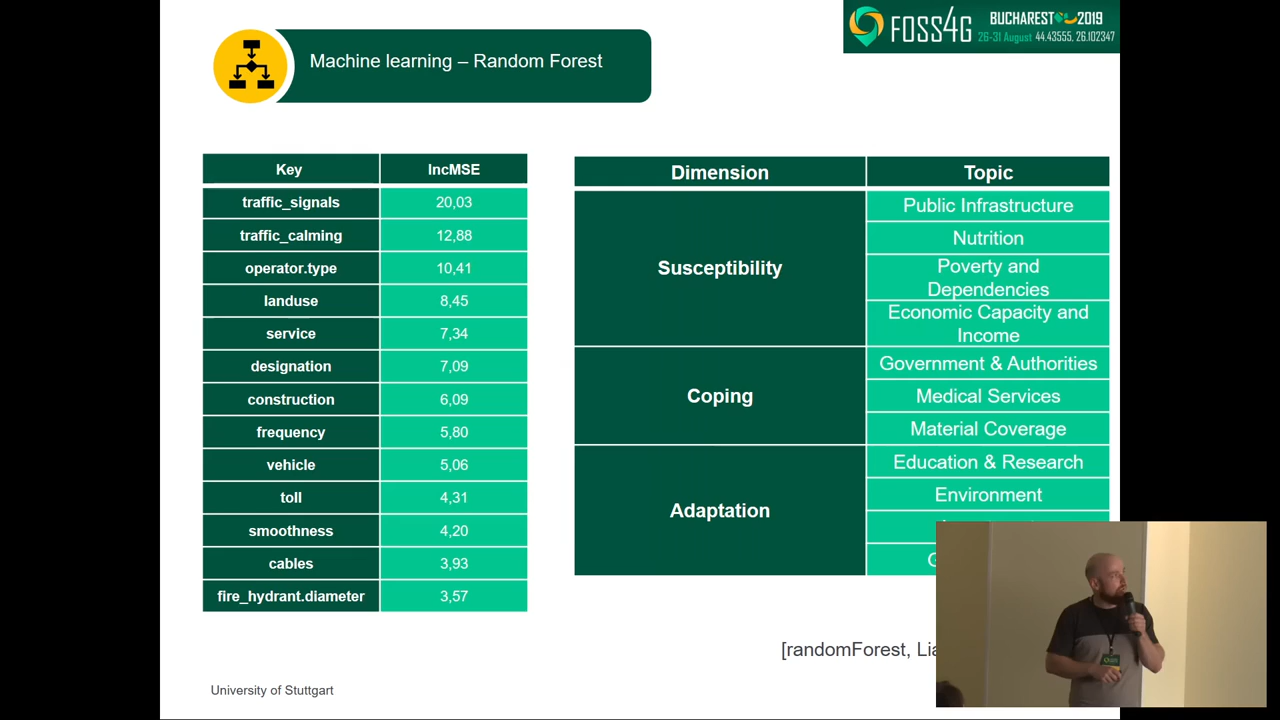 FOSS4G
BUCHAREST 2019
26-31 August 44.43555, 26.102347
Machine learning – Random Forest
Key IncMSE
traffic_signals 20,03
traffic_calming 12,88
operator.type 10,41
landuse 8,45
service 7,34
designation 7,09
construction 6,09
frequency 5,80
vehicle 5,06
toll 4,31
smoothness 4,20
cables 3,93
fire_hydrant.diameter 3,57
Dimension Topic
Susceptibility
Public Infrastructure
Nutrition
Poverty and
Dependencies
Economic Capacity and
Income
Coping
Government & Authorities
Medical Services
Material Coverage
Adaptation
Education & Research
Environment
[randomForest,
University of Stuttgart